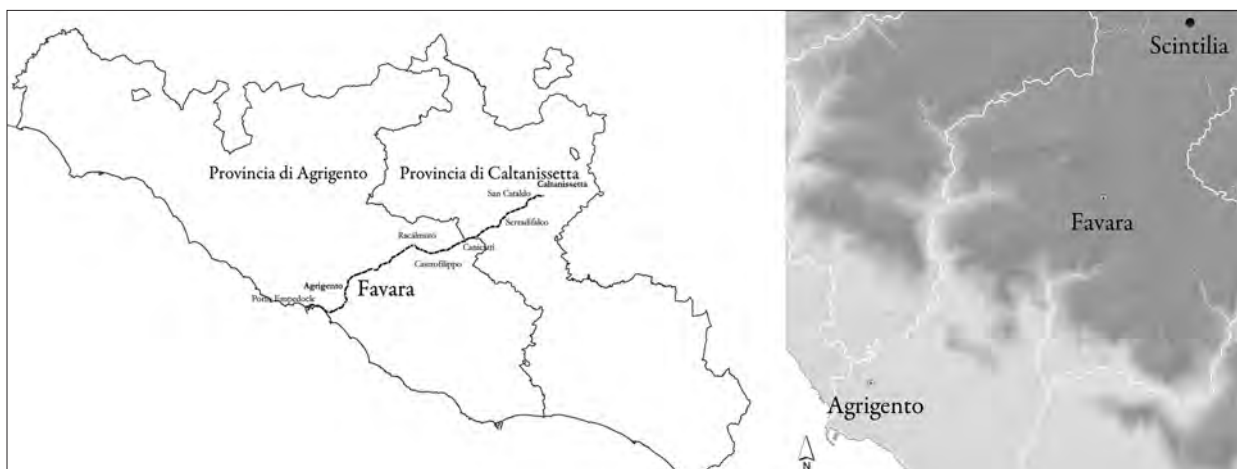 Provincia di Agrigento
Provincia di Caltanissetta
Caltanissetta
San Cataldo
Serradifalco
Racalmuto
Canicattì
Castrofilippo
Agrigento
Favara
Porto Empedocle
Scintilia
Favara
Agrigento
N